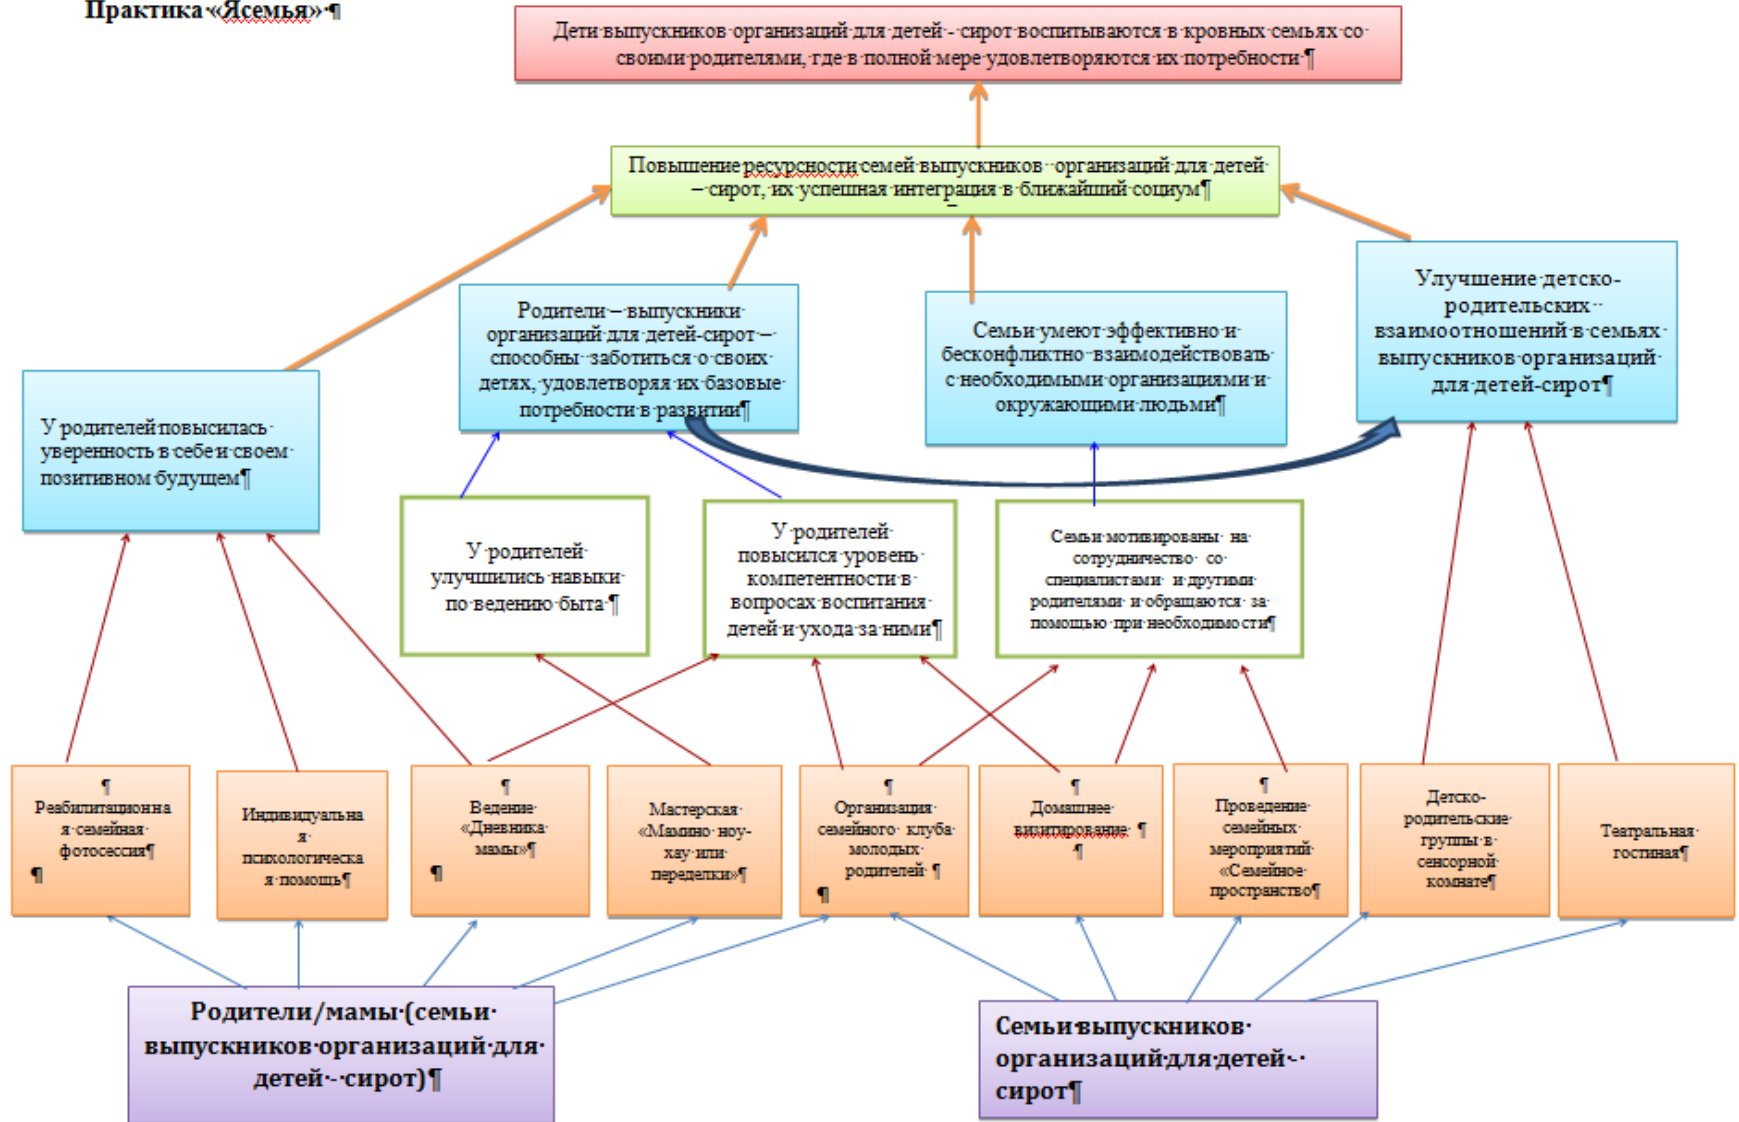 Практика «Ясемья» ¶
Дети выпускников организаций для детей - сирот воспитываются в кровных семьях со
своими родителями, где в полной мере удовлетворяются их потребности ¶
Повышение ресурсности семей выпускников организаций для детей
– сирот, их успешная интеграция в ближайший социум¶
Улучшение детско-
родительских
взаимоотношений в семьях
выпускников организаций
для детей-сирот¶
Родители – выпускники
организаций для детей-сирот –
способны заботиться о своих
детях, удовлетворяя их базовые
потребности в развитии¶
Семьи умеют эффективно и
бесконфликтно взаимодействовать
с необходимыми организациями и
окружающими людьми¶
У родителей повысилась
уверенность в себе и своем
позитивном будущем¶
У родителей
улучшились навыки
по ведению быта ¶
У родителей
повысился уровень
компетентности в
вопросах воспитания
детей и ухода за ними¶
Семьи мотивированы на
сотрудничество со
специалистами и другими
родителями и обращаются за
помощью при необходимости¶
¶
Реабилитационна
я семейная
фотосессия¶
¶
Индивидуальна
я
психологическа
я помощь¶
¶
Ведение
«Дневника
мамы»¶
¶
Мастерская
«Мамино ноу-
хау или
переделки»¶
¶
Организация
семейного клуба
молодых
родителей ¶
¶
¶
Домашнее
визитирование ¶
¶
¶
Проведение
семейных
мероприятий
«Семейное
пространство¶
Детско-
родительские
группы в
сенсорной
комнате¶
Театральная
гостиная¶
Родители/мамы (семьи
выпускников организаций для
детей - сирот)¶
Семьи выпускников
организаций для детей -
сирот¶